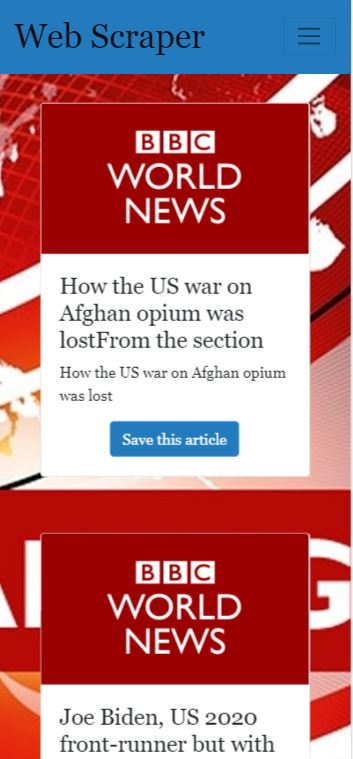 Web Scraper
BBC
WORLD
NEWS
How the US war on
Afghan opium was
lostFrom the section
How the US war on Afghan opium
was lost
Save this article
BBC
WORLD
NEWS
Joe Biden, US 2020
front-runner but with